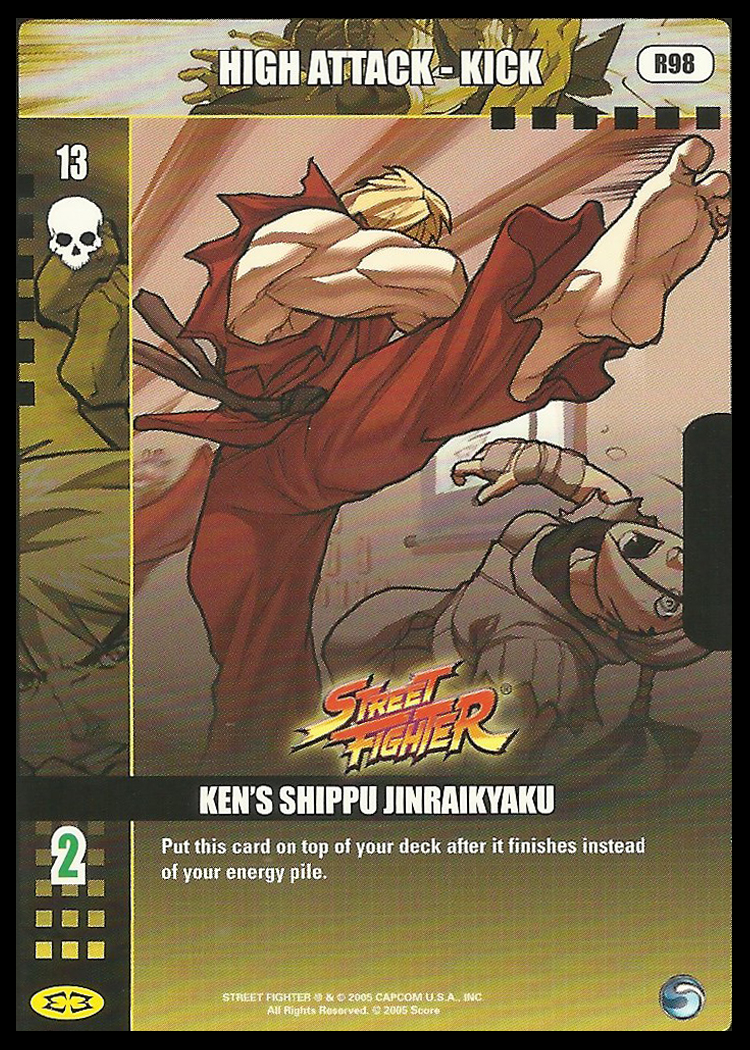 HIGH ATTACK - KICK
R98
13
STREET
FIGHTER®
KEN'S SHIPPU JINRAIKYAKU
2
Put this card on top of your deck after it finishes instead
of your energy pile.
STREET FIGHTER ® & © 2005 CAPCOM U.S.A., INC
All Rights Reserved. © 2005 Score